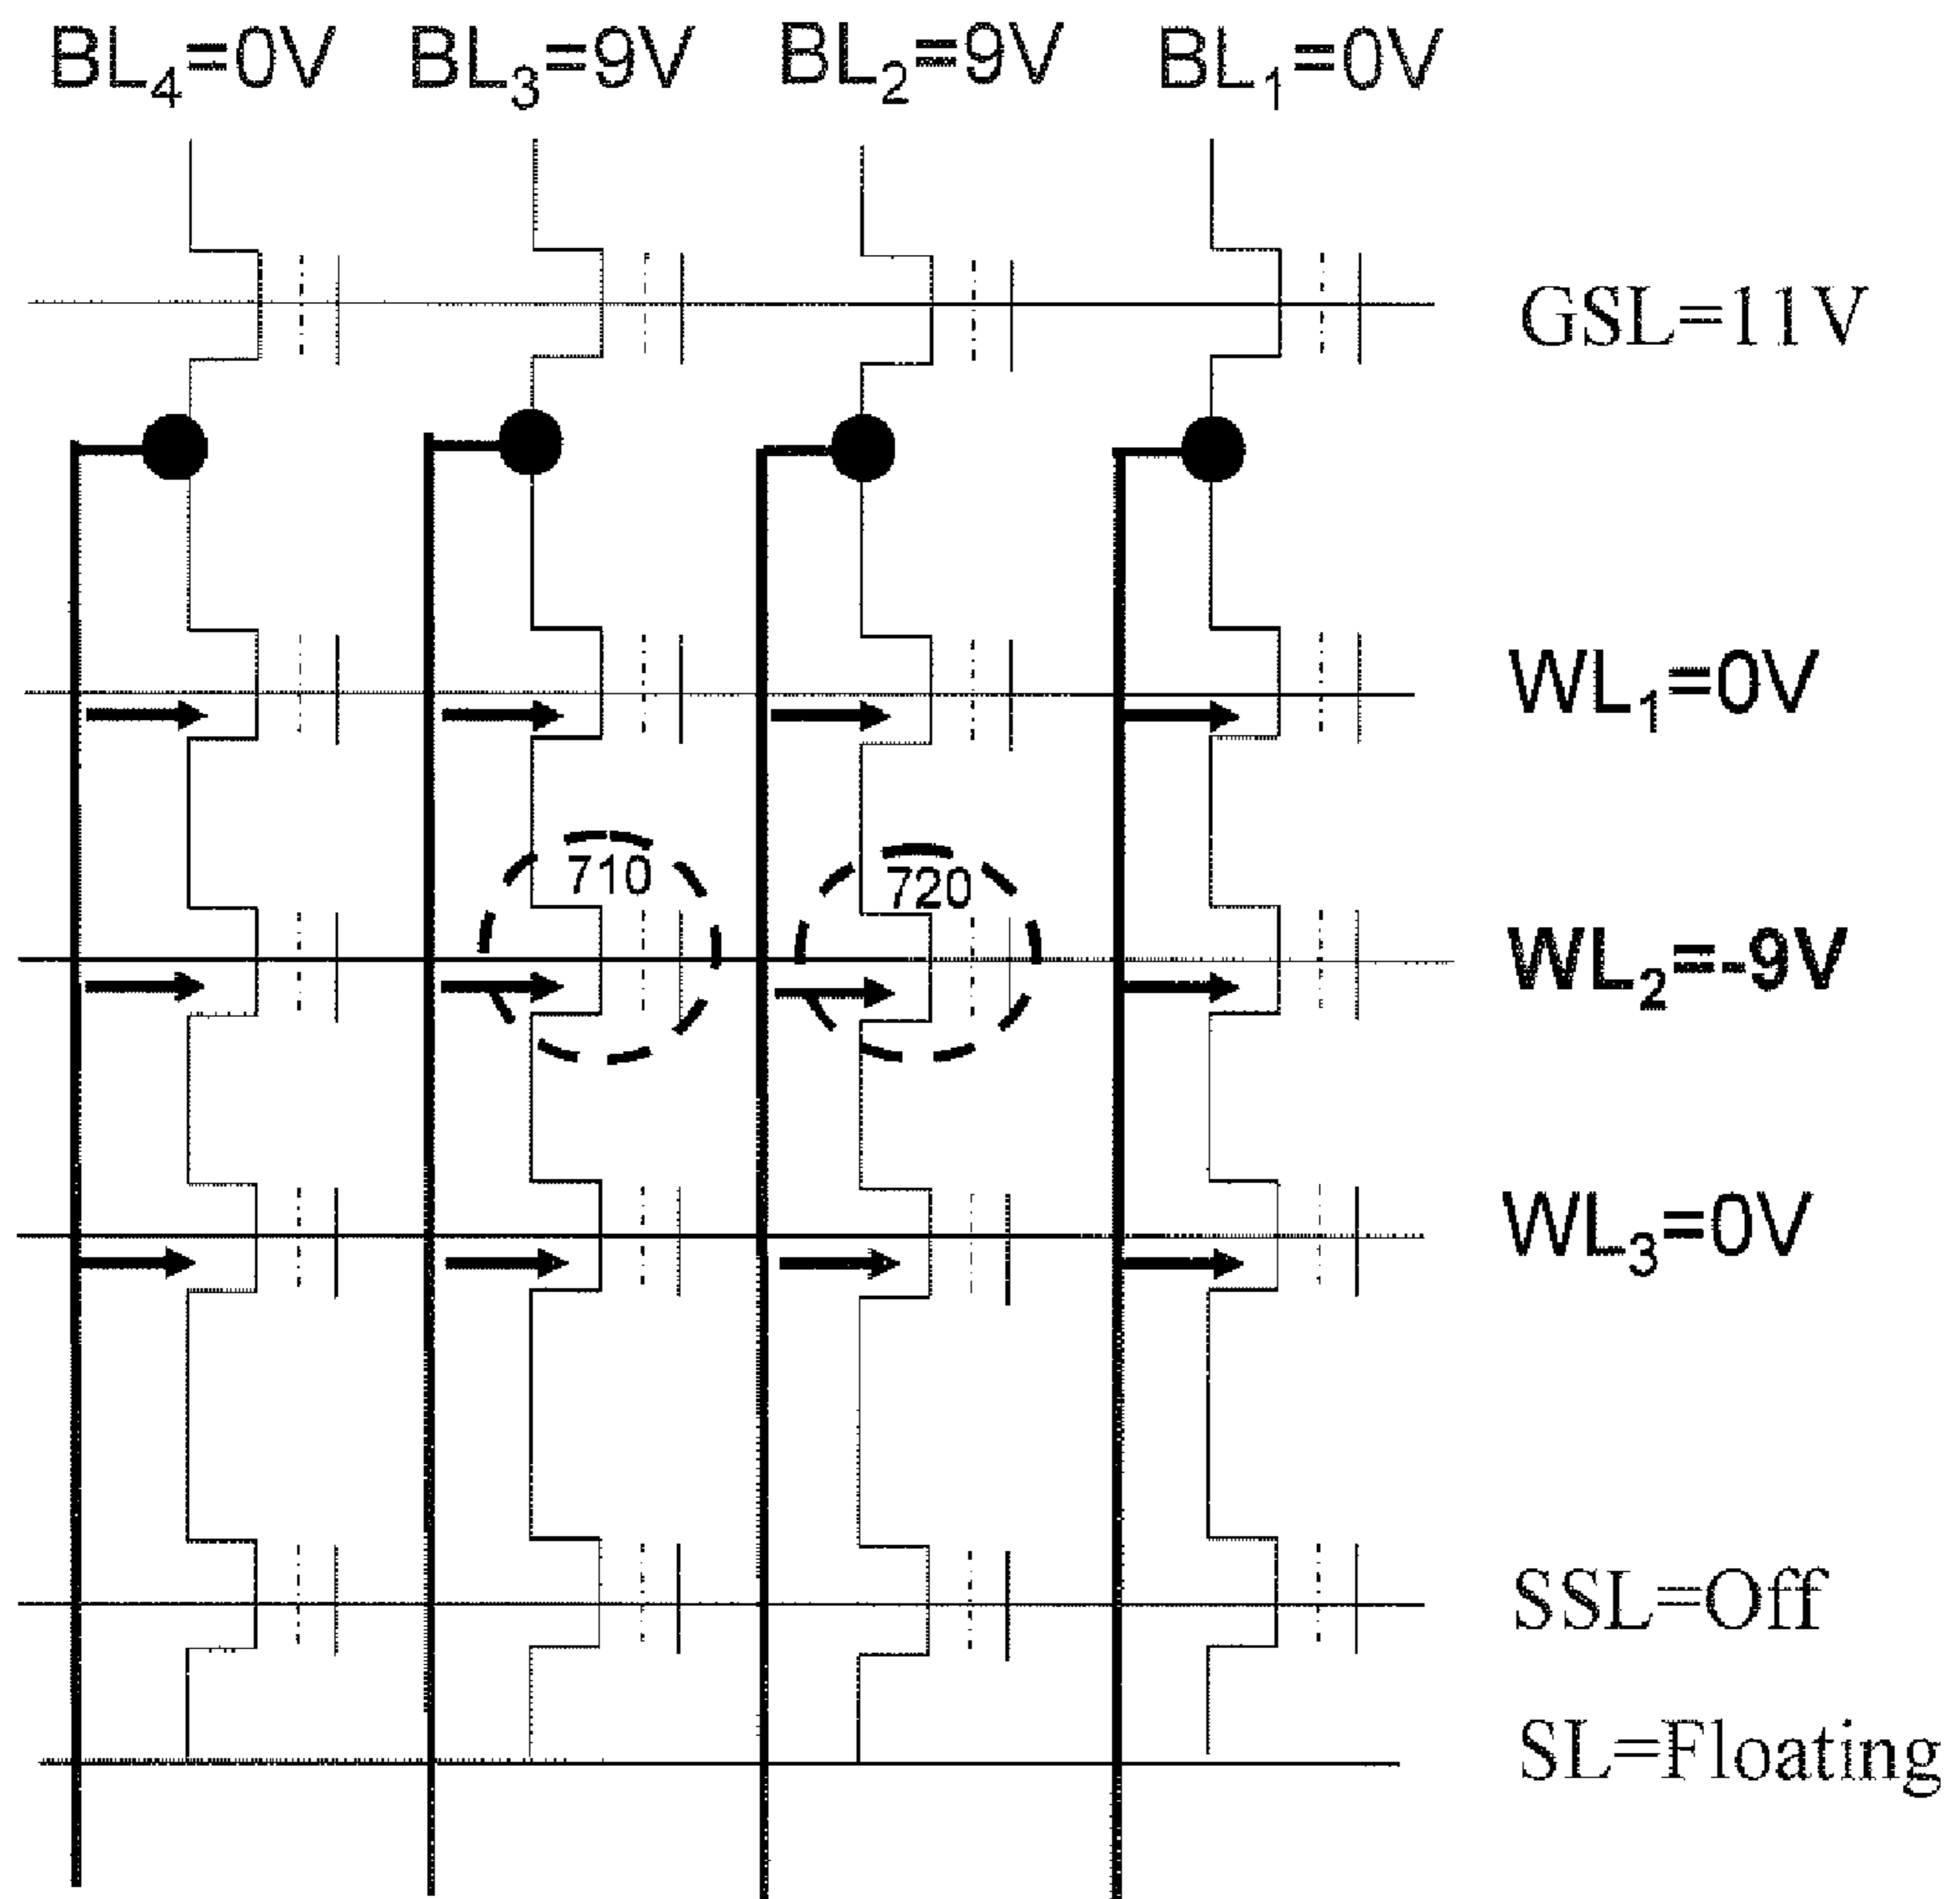 BL₄=0V BL₃=9V BL₂=9V BL₁=0V
GSL=11V
WL₁=0V
710
720
WL₂=-9V
WL₃=0V
SSL=Off
SL=Floating